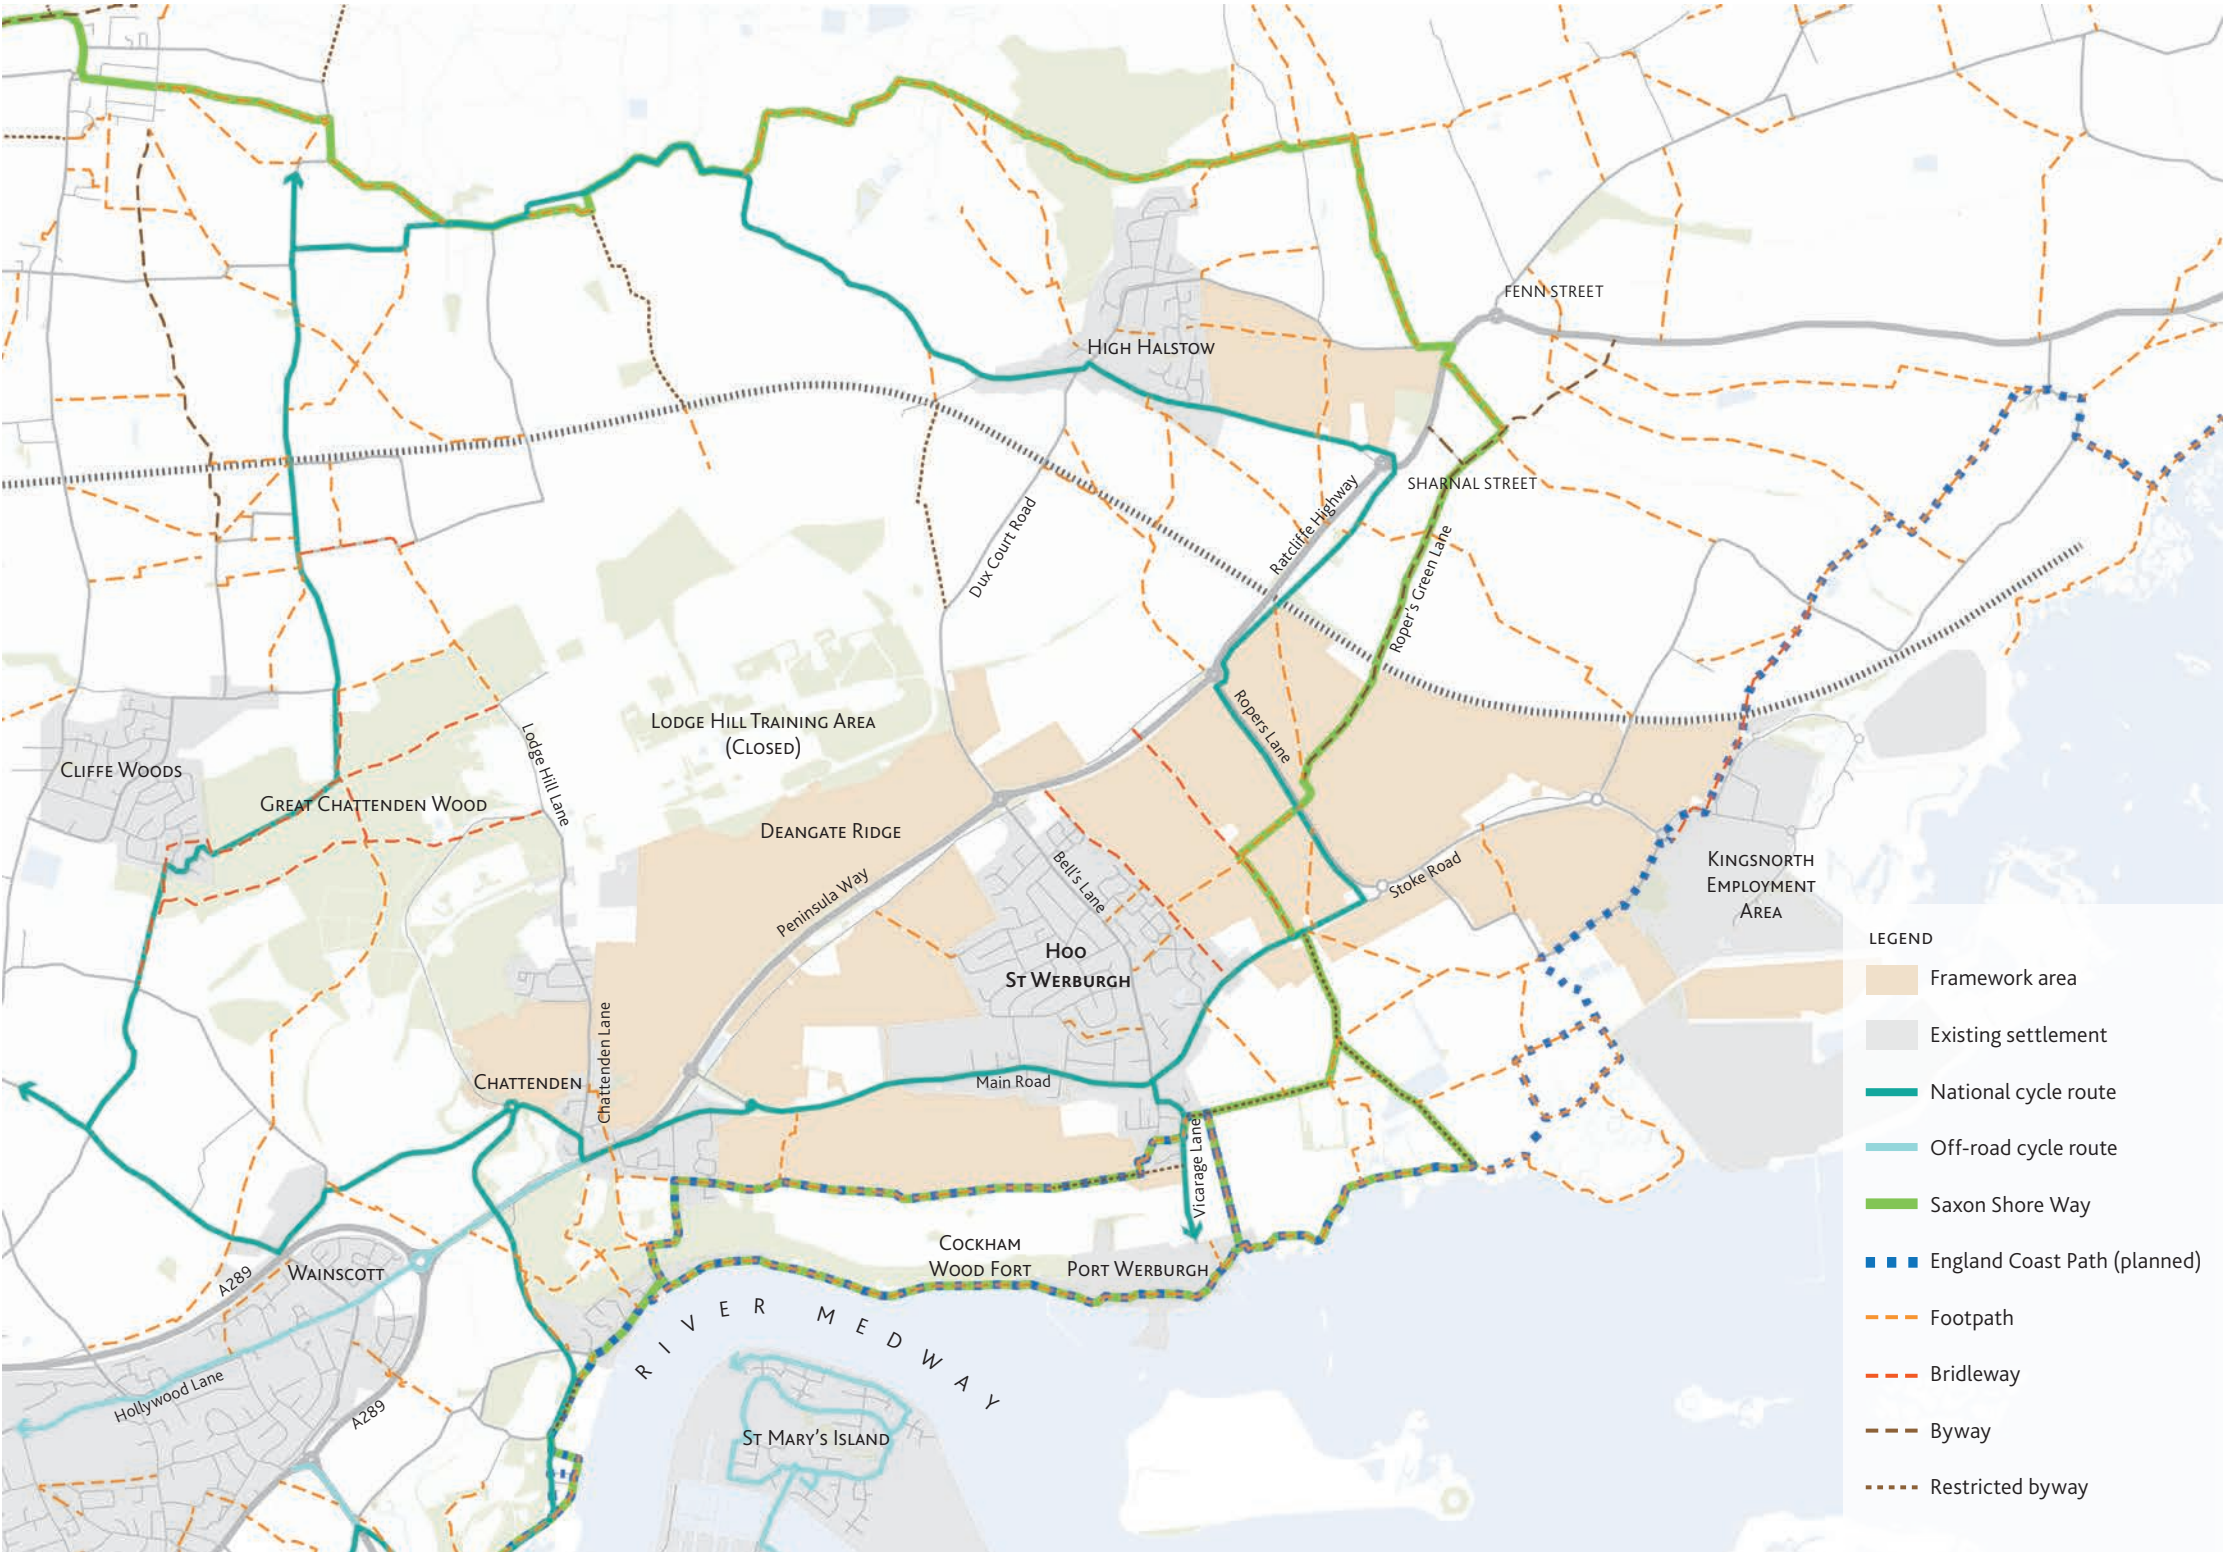 FENN STREET
HIGH HALSTOW
SHARNAL STREET
Ratcliffe Highway
Dux Court Road
Roper's Green Lane
Ropers Lane
LODGE HILL TRAINING AREA
(CLOSED)
Lodge Hill Lane
CLIFFE WOODS
GREAT CHATTENDEN WOOD
DEANGATE RIDGE
Bell's Lane
Peninsula Way
Stoke Road
KINGSNORTH
EMPLOYMENT
AREA
HOO
ST WERBURGH
Chattenden Lane
CHATTENDEN
Main Road
Vicarage Lane
COCKHAM
WOOD FORT
PORT WERBURGH
A289
WAINSCOTT
RIVER MEDWAY
Hollywood Lane
A289
ST MARY'S ISLAND
LEGEND
Framework area
Existing settlement
National cycle route
Off-road cycle route
Saxon Shore Way
England Coast Path (planned)
Footpath
Bridleway
Byway
Restricted byway